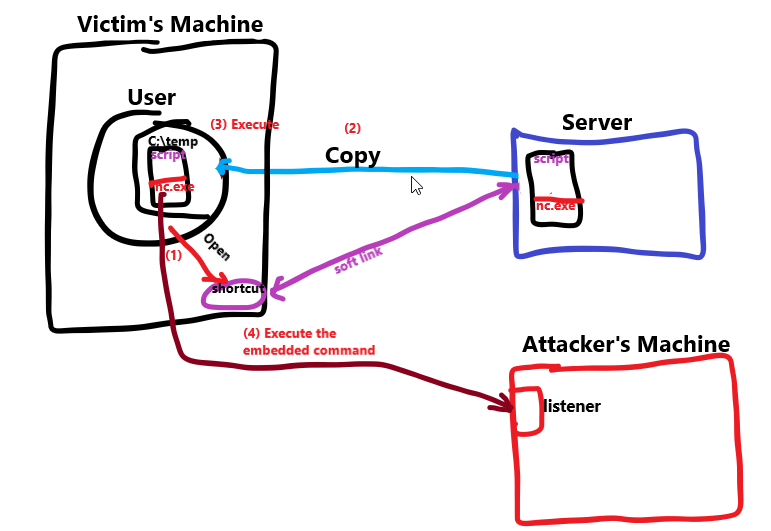 Victim's Machine
User
C:\temp
script
nc.exe
(3) Execute
(2)
Copy
Server
script
nc.exe
(1)
Open
shortcut
soft link
(4) Execute the
embedded command
Attacker's Machine
listener